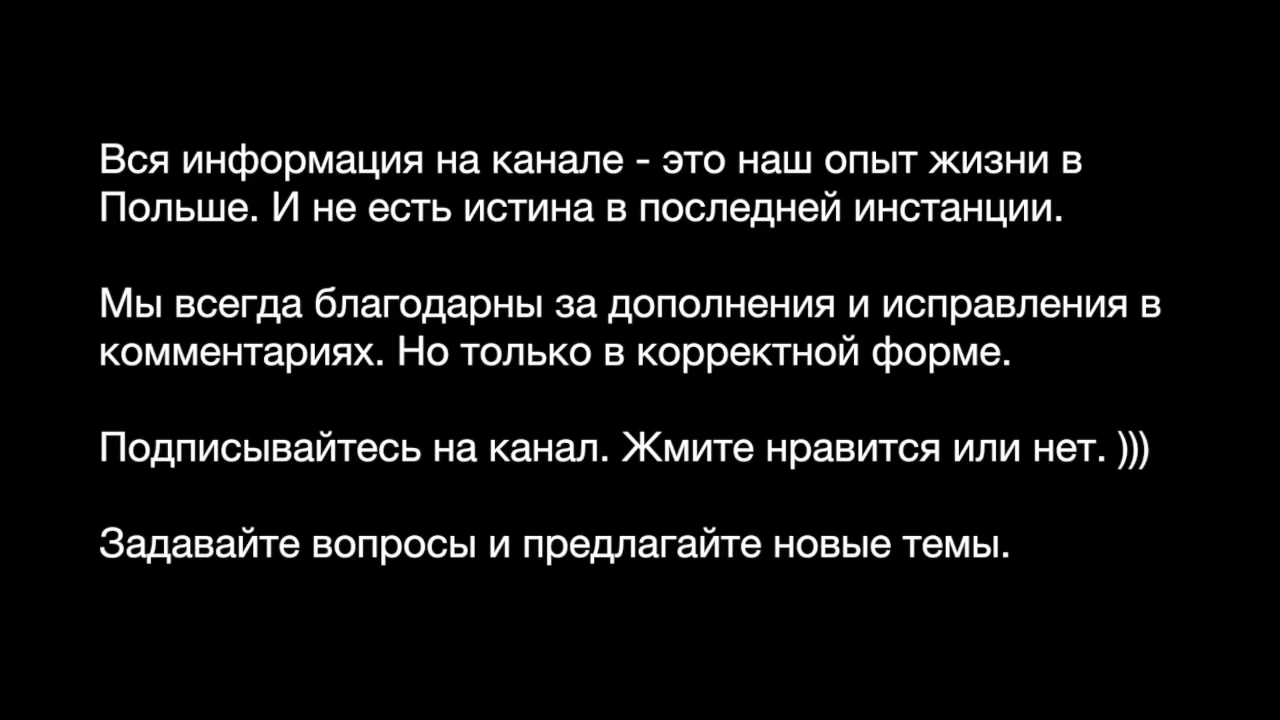 Вся информация на канале - это наш опыт жизни в
Польше. И не есть истина в последней инстанции.
Мы всегда благодарны за дополнения и исправления в
комментариях. Но только в корректной форме.
Подписывайтесь на канал. Жмите нравится или нет. )))
Задавайте вопросы и предлагайте новые темы.